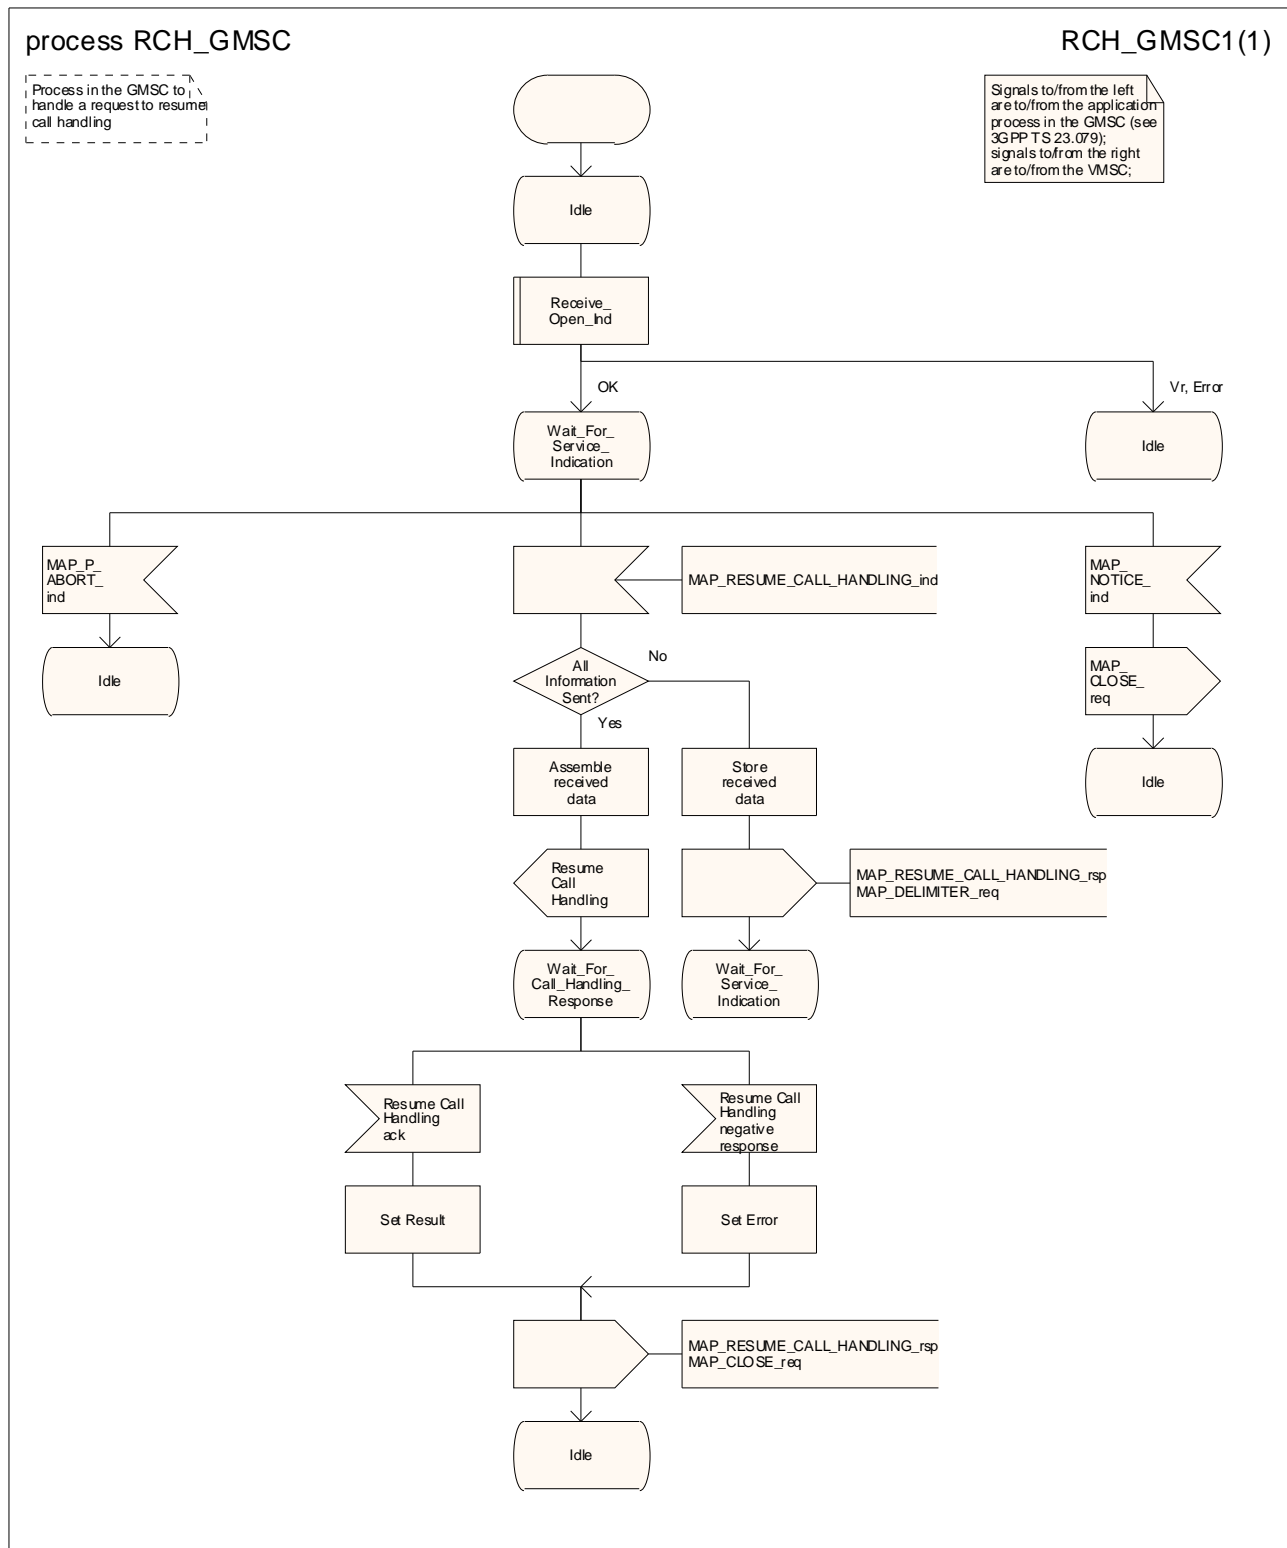 process RCH_GMSC
RCH_GMSC1(1)
Process in the GMSC to
handle a request to resume
call handling
Signals to/from the left
are to/from the application
process in the GMSC (see
3GPP TS 23.079);
signals to/from the right
are to/from the VMSC;
Idle
Receive_
Open_Ind
OK
Vr, Error
Wait_For_
Service_
Indication
Idle
MAP_P_
ABORT_
ind
MAP_RESUME_CALL_HANDLING_ind
MAP_
NOTICE_
ind
Idle
All
Information
Sent?
No
Yes
MAP_
CLOSE_
req
Assemble
received
data
Store
received
data
Idle
Resume
Call
Handling
MAP_RESUME_CALL_HANDLING_rsp
MAP_DELIMITER_req
Wait_For_
Call_Handling_
Response
Wait_For_
Service_
Indication
Resume Call
Handling
ack
Resume Call
Handling
negative
response
Set Result
Set Error
MAP_RESUME_CALL_HANDLING_rsp
MAP_CLOSE_req
Idle